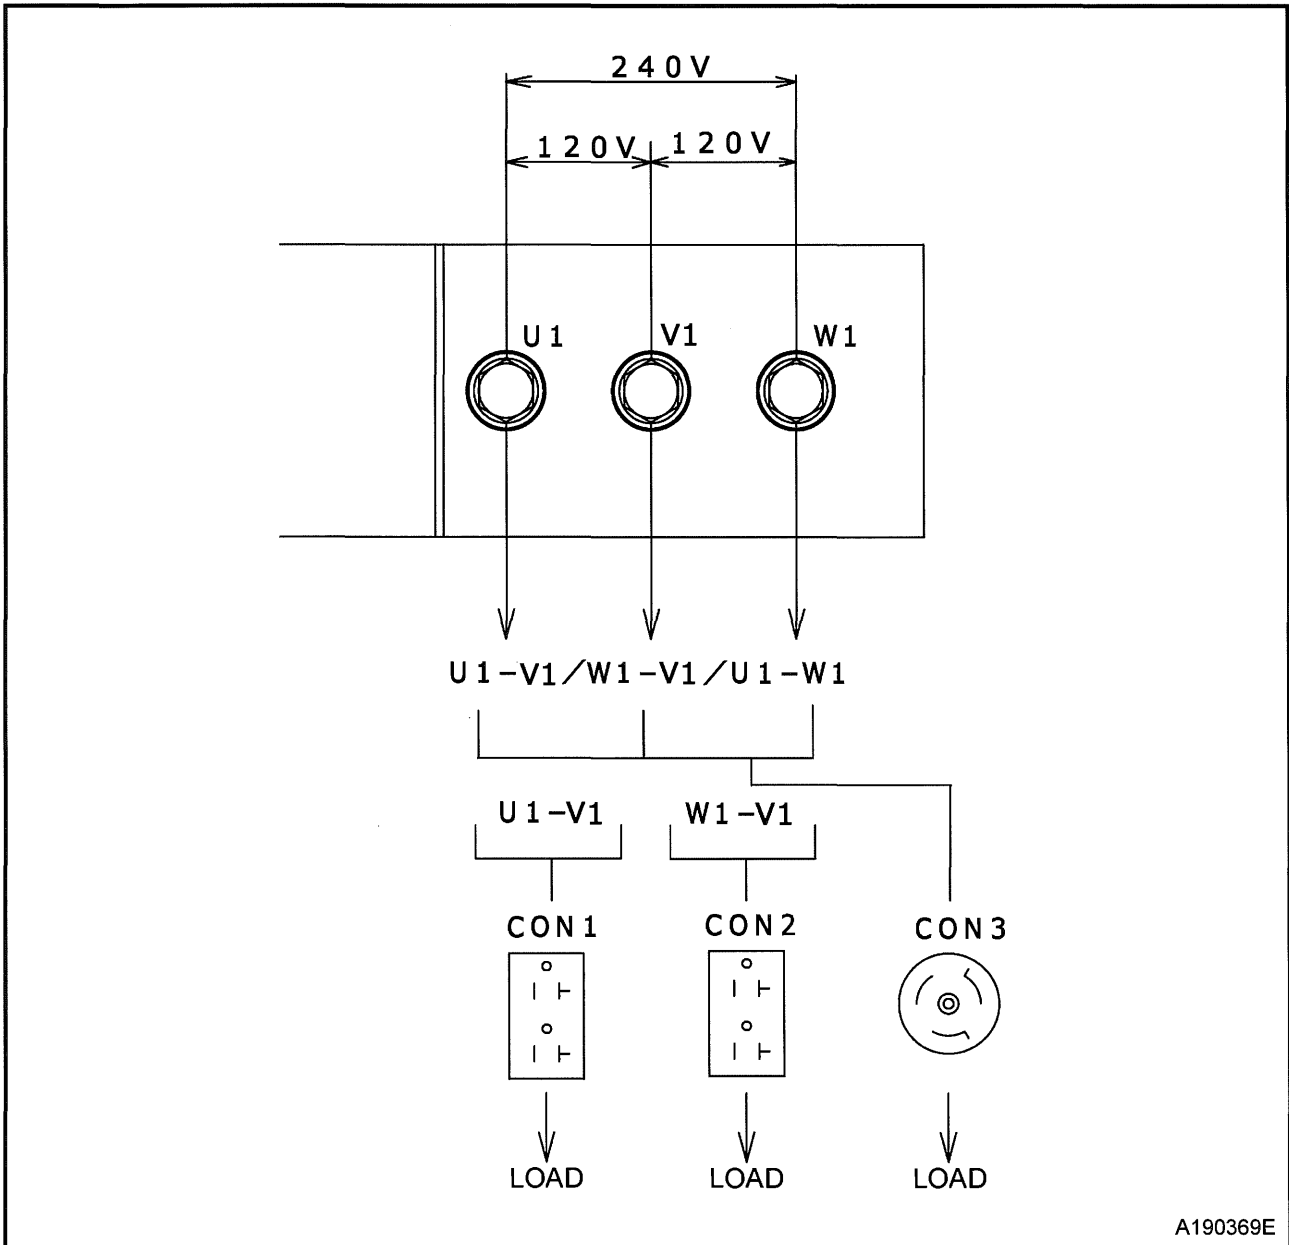 240V
120V 120V
U1 V1 W1
U1-V1/W1-V1/U1-W1
U1-V1 W1-V1
CON1 CON2 CON3
LOAD LOAD LOAD
A190369E